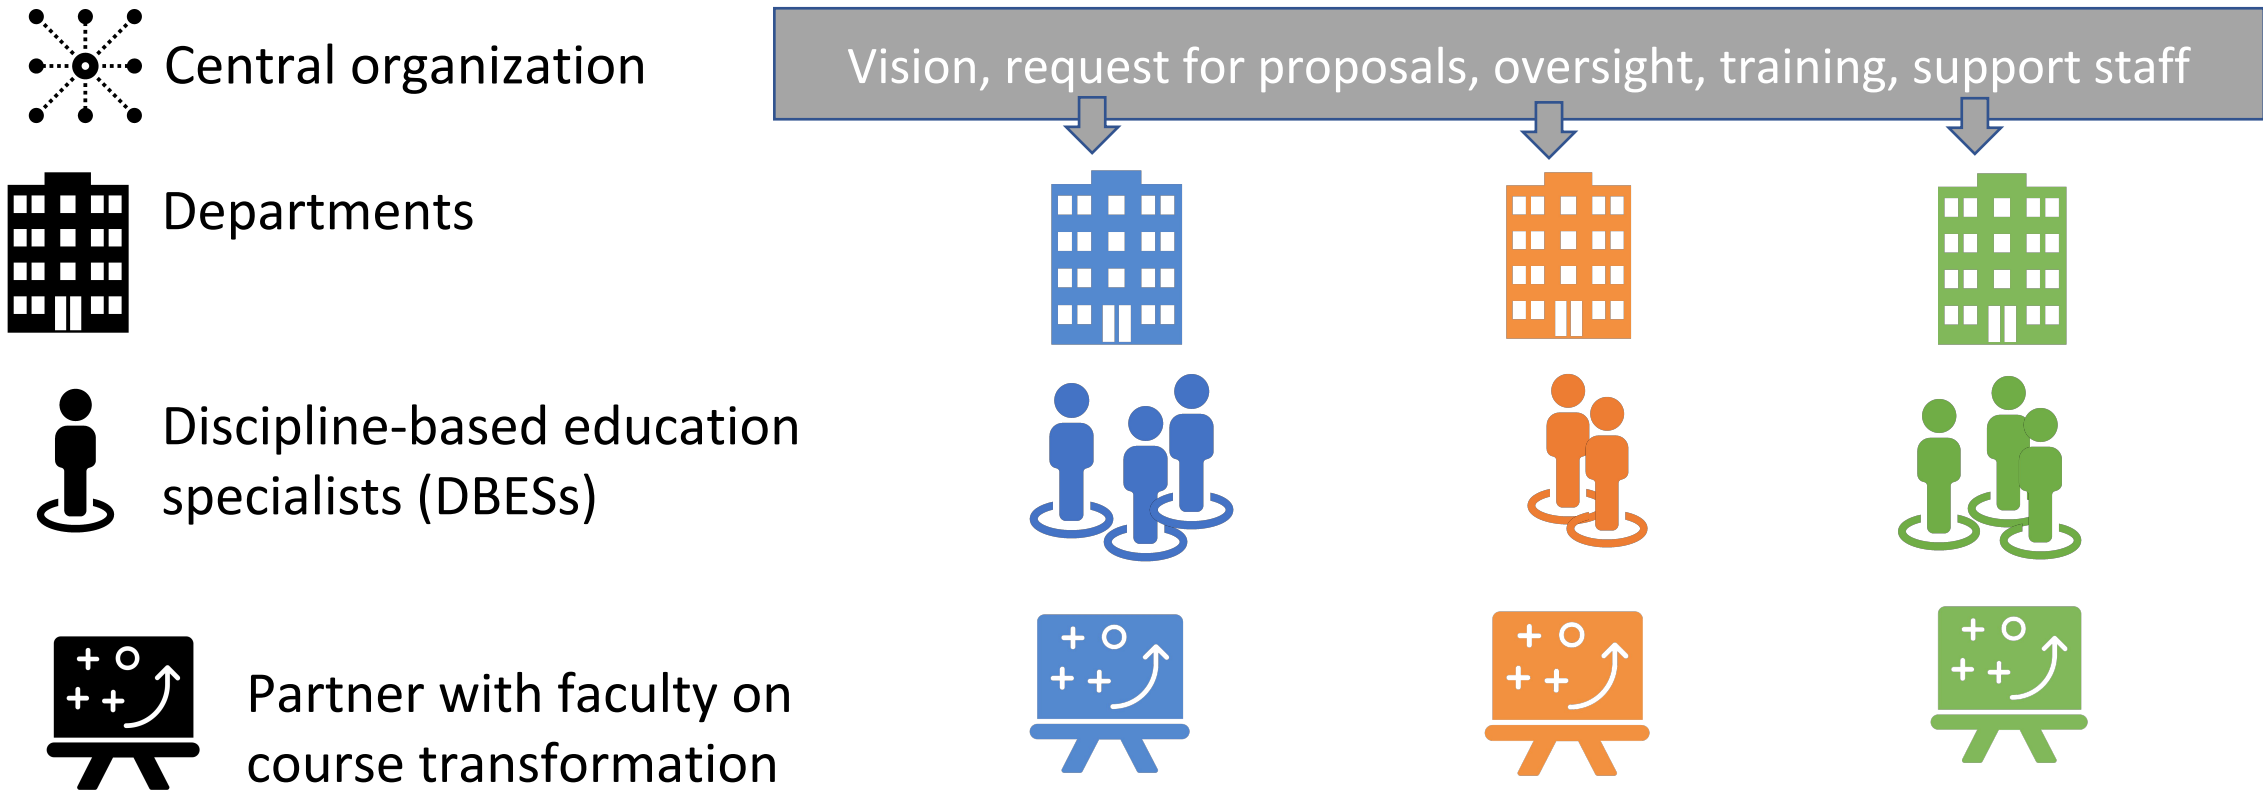 Central organization
Vision, request for proposals, oversight, training, support staff
Departments
Discipline-based education
specialists (DBESs)
Partner with faculty on
course transformation